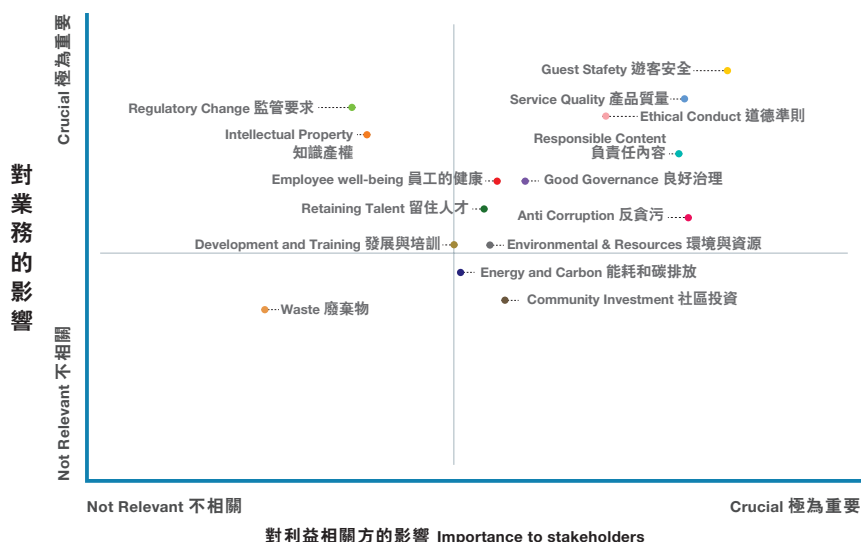 對業務的影響
Crucial 極為重要
Not Relevant 不相關
Guest Stafety 遊客安全
Service Quality 產品質量
Regulatory Change 監管要求
Ethical Conduct 道德準則
Intellectual Property
知識產權
Responsible Content
負責任內容
Employee well-being 員工的健康
Good Governance 良好治理
Retaining Talent 留住人才
Anti Corruption 反貪污
Development and Training 發展與培訓
Environmental & Resources 環境與資源
Energy and Carbon 能耗和碳排放
Community Investment 社區投資
Waste 廢棄物
Not Relevant 不相關
Crucial 極為重要
對利益相關方的影響 Importance to stakeholders